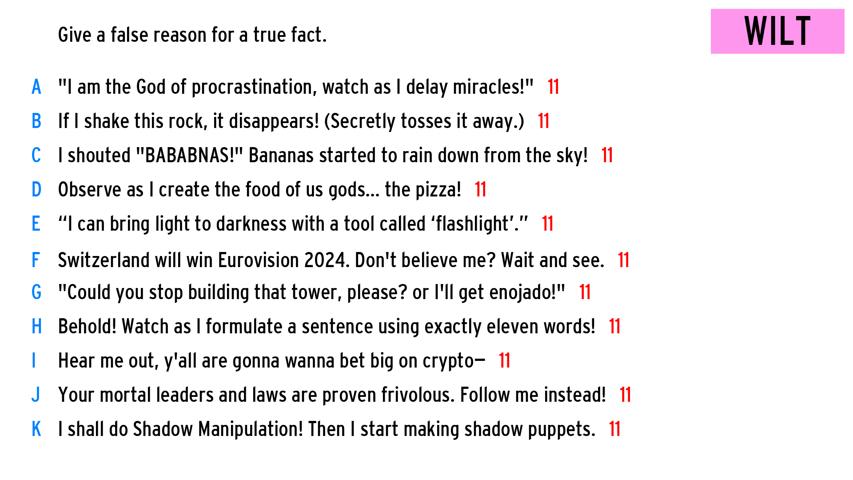 Give a false reason for a true fact.
WILT
A "I am the God of procrastination, watch as I delay miracles!" 11
B If I shake this rock, it disappears! (Secretly tosses it away.) 11
C I shouted "BABABNAS!" Bananas started to rain down from the sky! 11
D Observe as I create the food of us gods... the pizza! 11
E “I can bring light to darkness with a tool called ‘flashlight’.” 11
F Switzerland will win Eurovision 2024. Don't believe me? Wait and see. 11
G "Could you stop building that tower, please? or I'll get enojado!" 11
H Behold! Watch as I formulate a sentence using exactly eleven words! 11
I Hear me out, y'all are gonna wanna bet big on crypto— 11
J Your mortal leaders and laws are proven frivolous. Follow me instead! 11
K I shall do Shadow Manipulation! Then I start making shadow puppets. 11